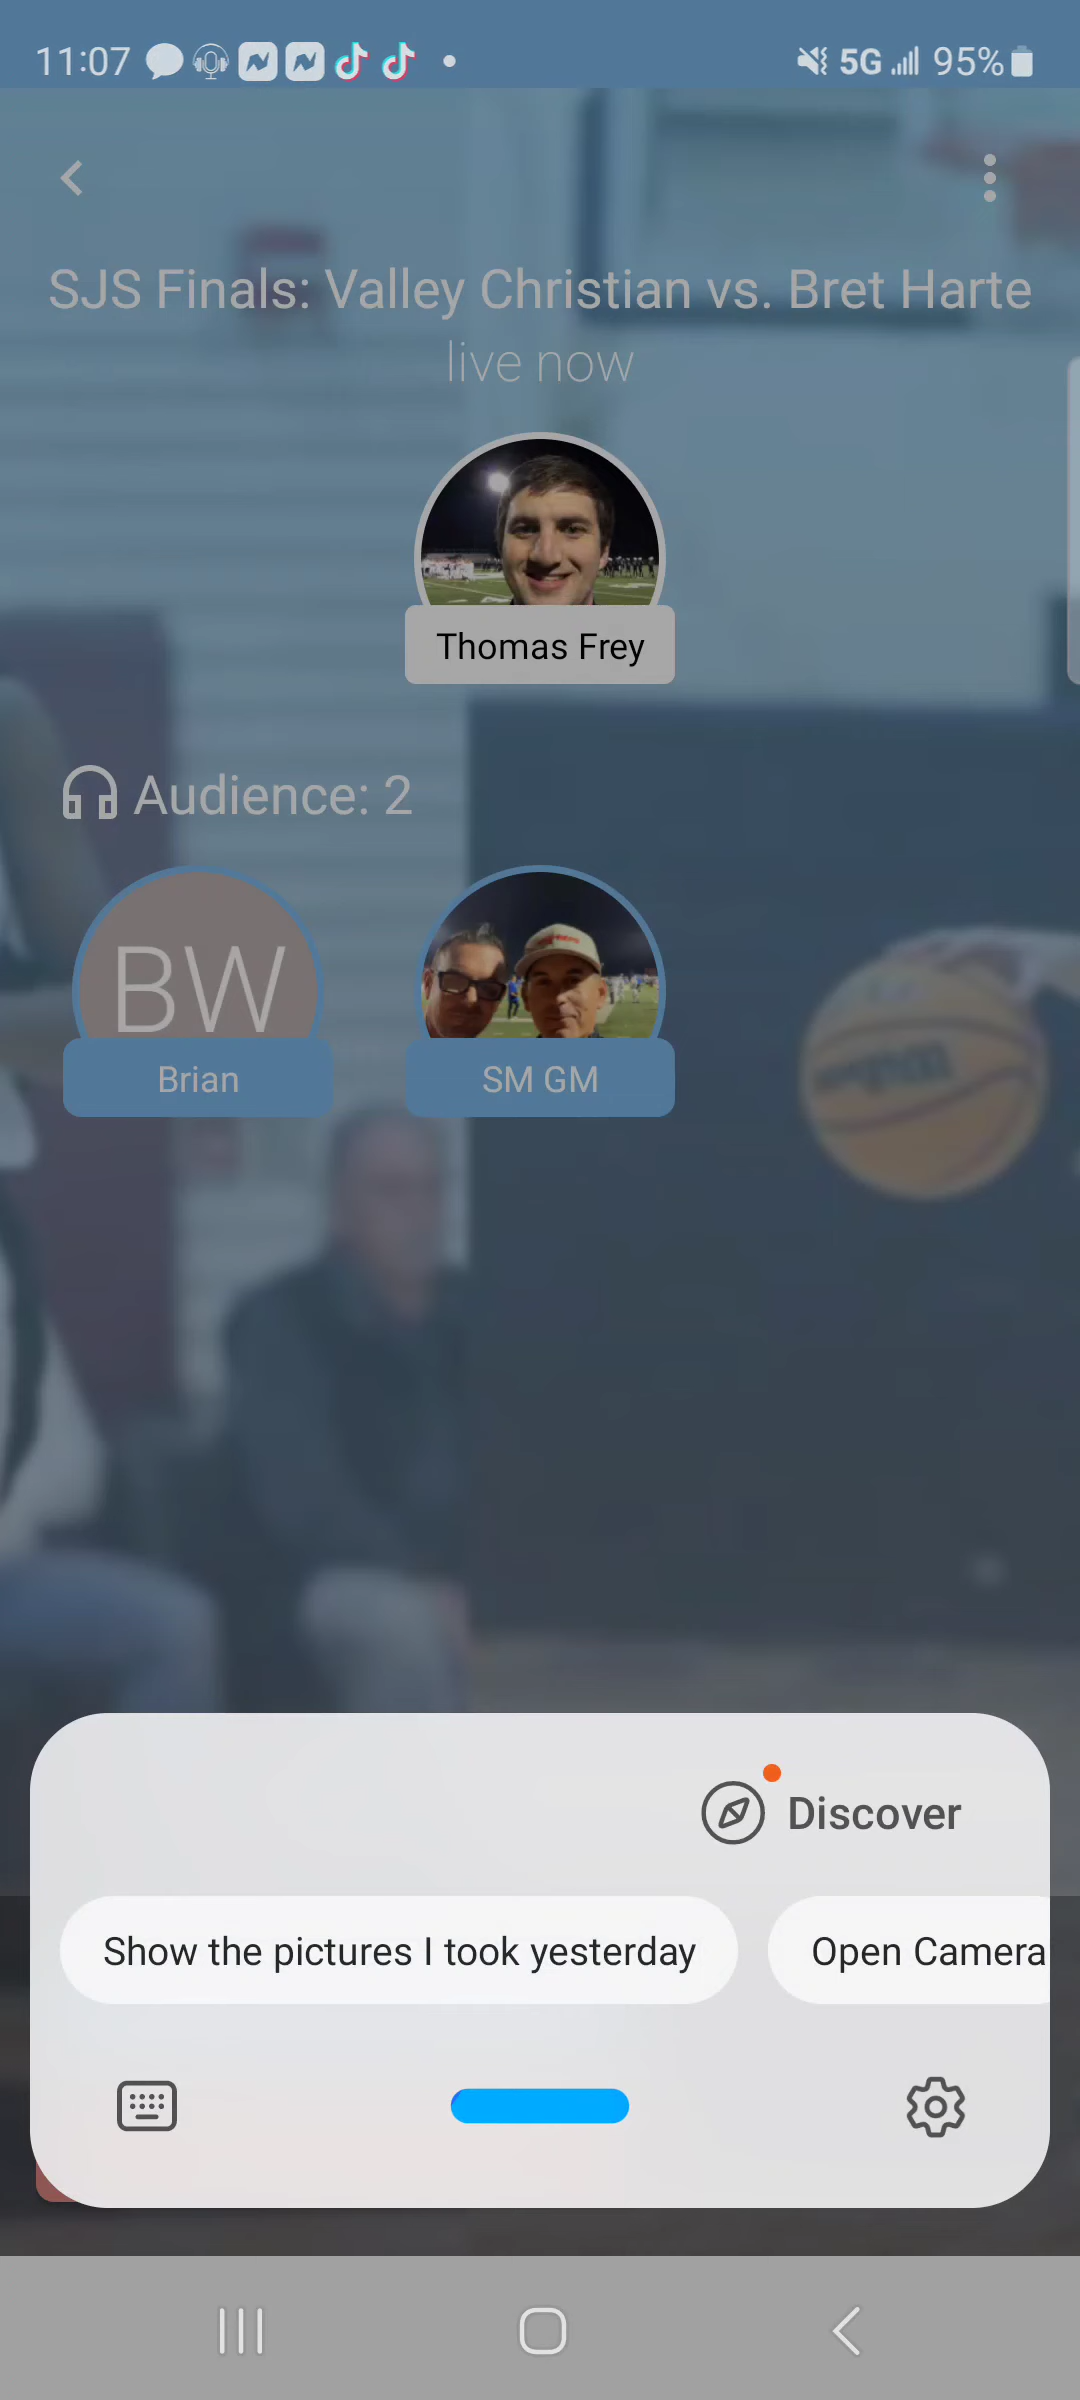 11:07
5G 95%
SJS Finals: Valley Christian vs. Bret Harte
live now
Thomas Frey
Audience: 2
BW
Brian
SM GM
Discover
Show the pictures I took yesterday
Open Camera